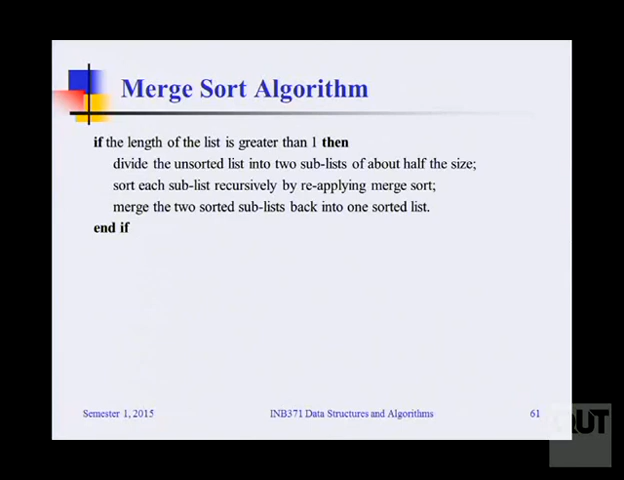 Merge Sort Algorithm
if the length of the list is greater than 1 then
divide the unsorted list into two sub-lists of about half the size;
sort each sub-list recursively by re-applying merge sort;
merge the two sorted sub-lists back into one sorted list.
end if
Semester 1, 2015
INB371 Data Structures and Algorithms
61
QUT